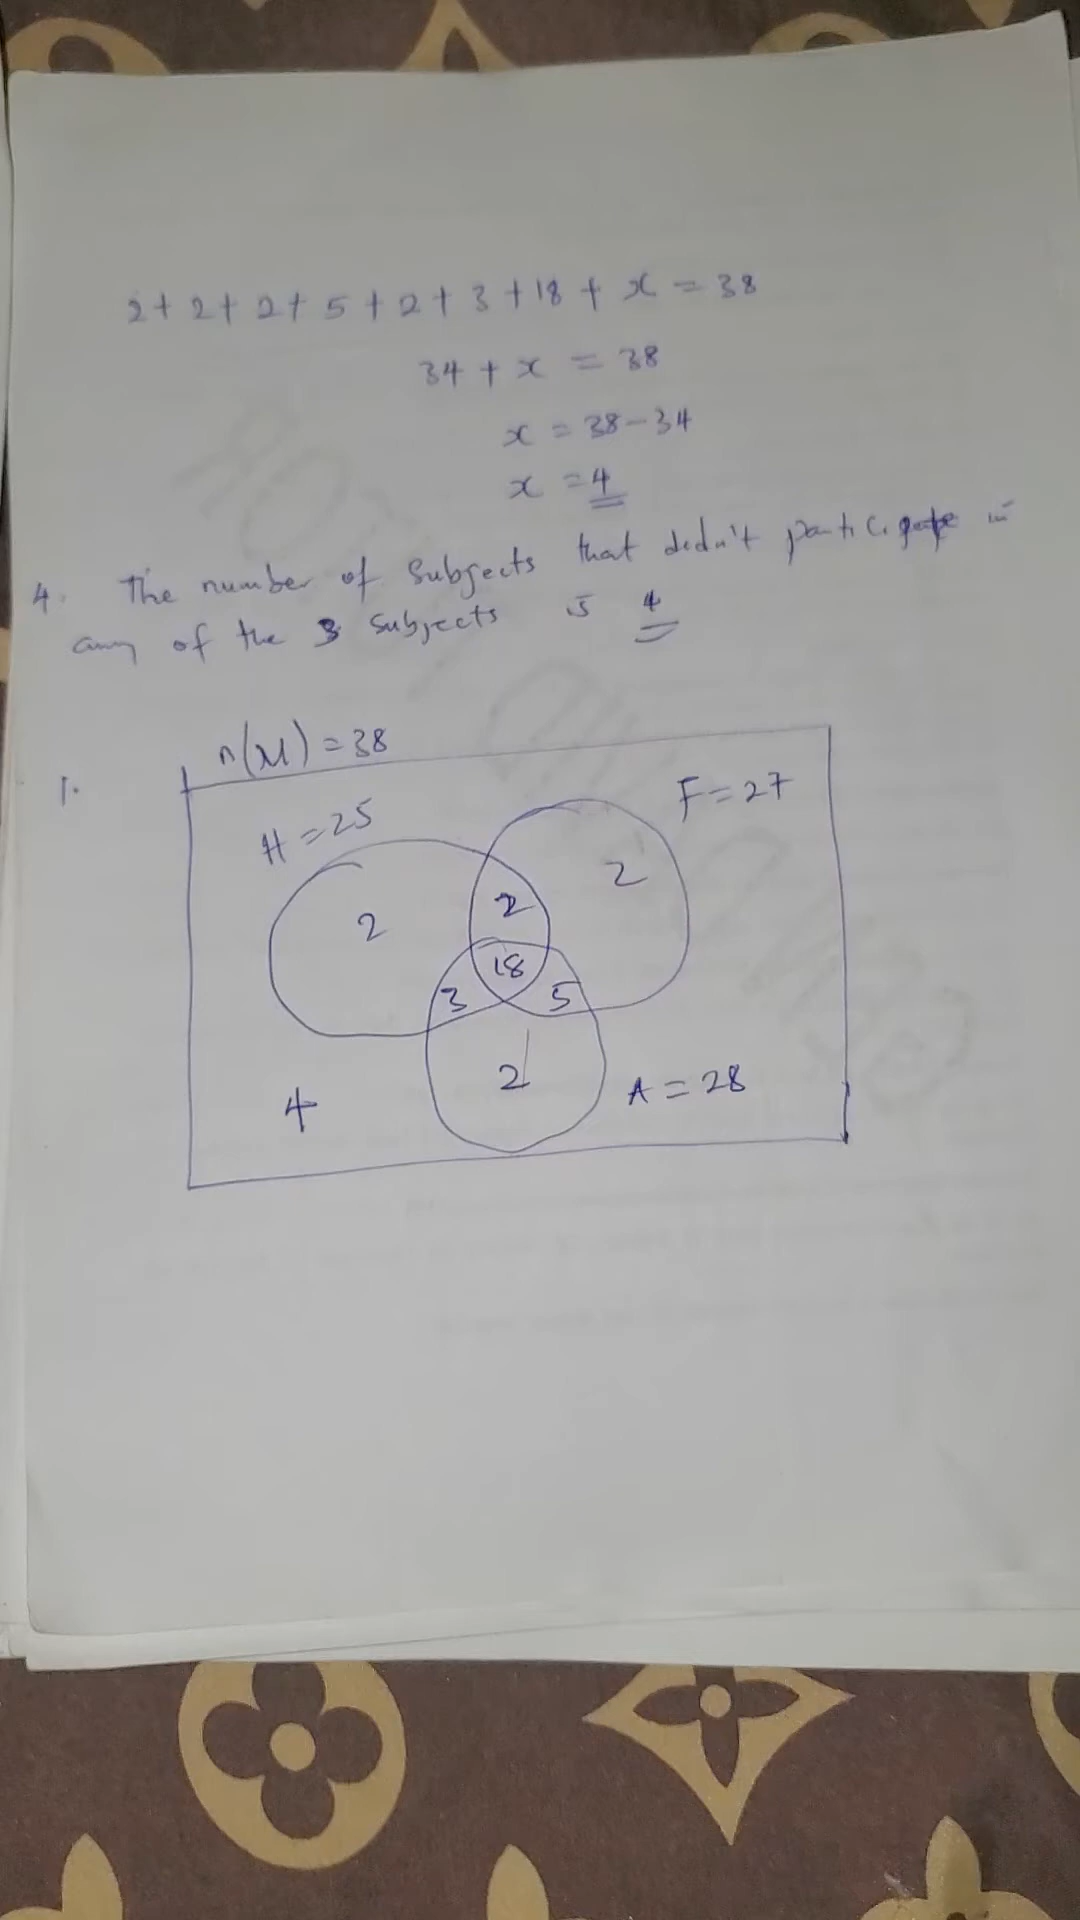 2 + 2 + 2 + 5 + 2 + 3 + 18 + x = 38
34 + x = 38
x = 38 - 34
x = 4
4. The number of Subjects that dedn't participate in
any of the 3 Subjects is 4
n(μ) = 38
1.
H = 25
F = 27
2
2
2
18
3
5
2
A = 28
4